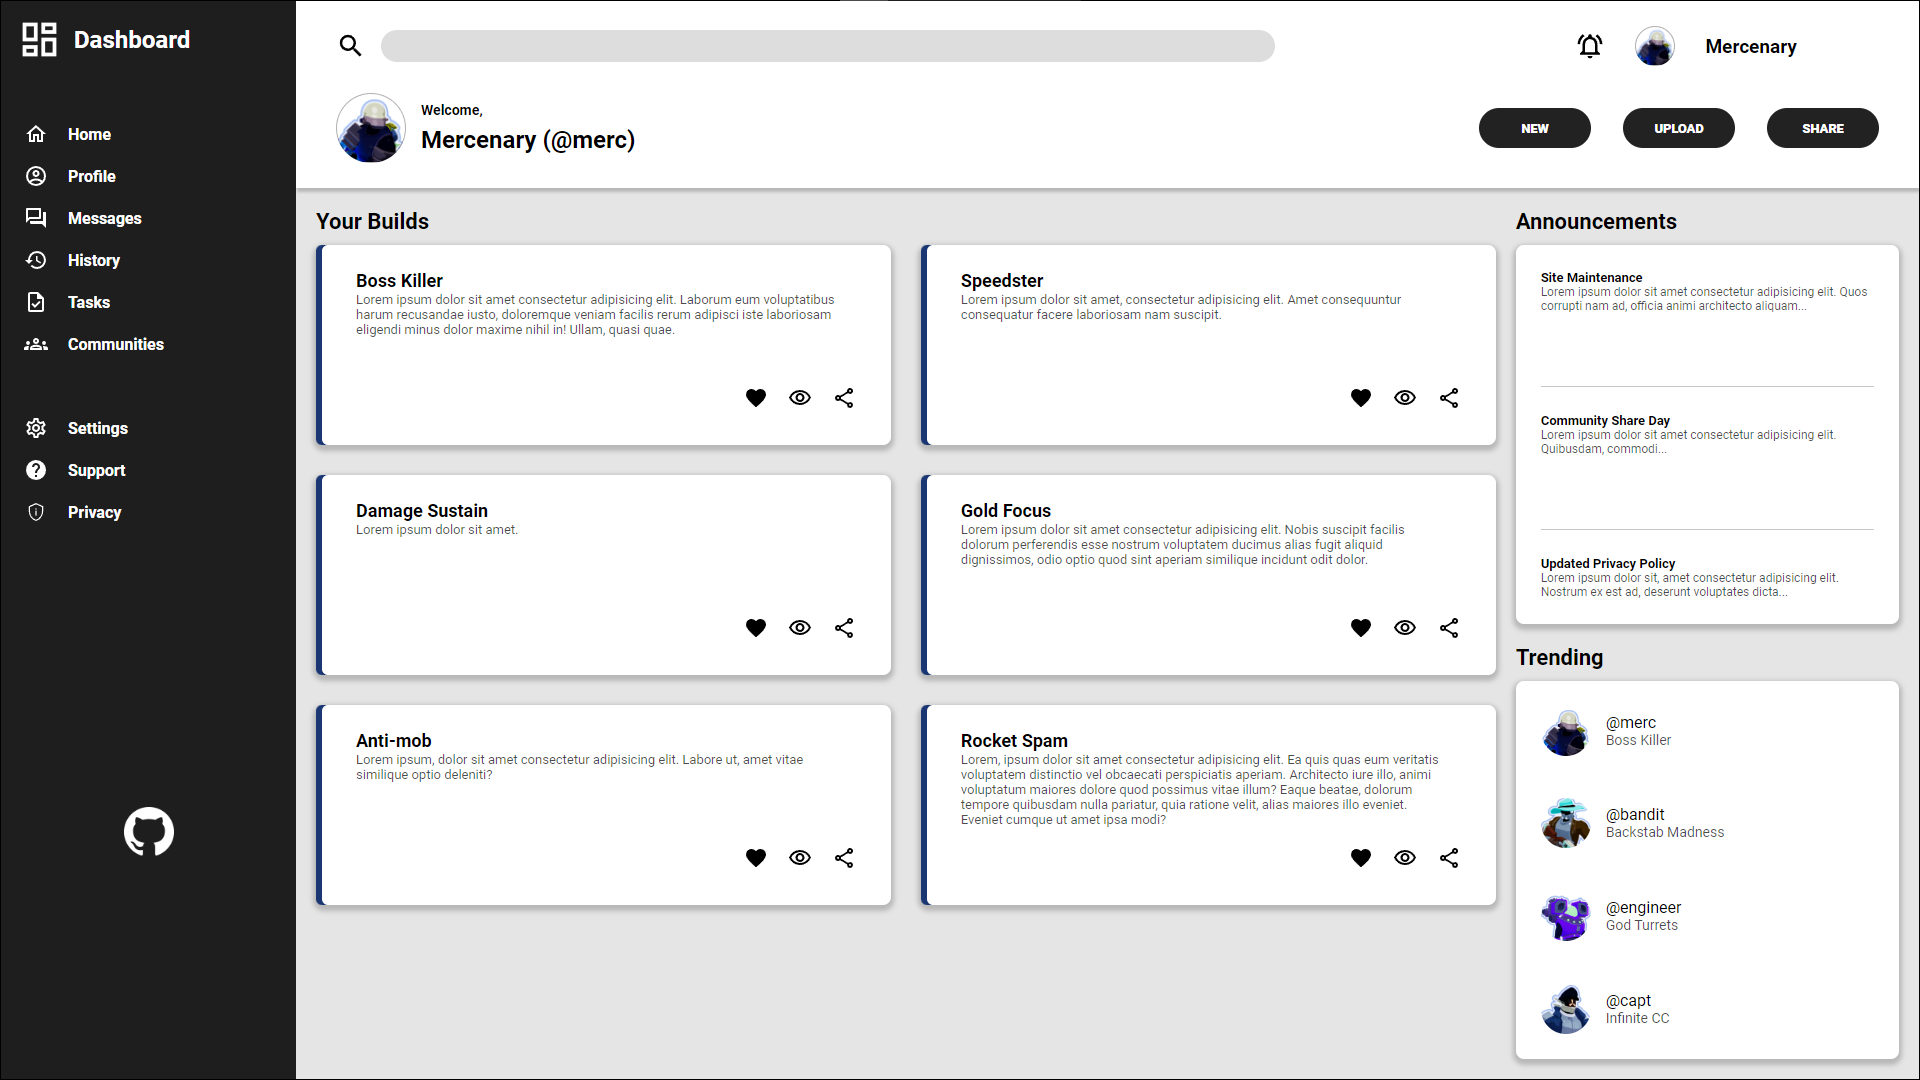 Dashboard
Home
Profile
Messages
History
Tasks
Communities
Settings
Support
Privacy
Mercenary
Welcome,
Mercenary (@merc)
NEW
UPLOAD
SHARE
Your Builds
Boss Killer
Lorem ipsum dolor sit amet consectetur adipisicing elit. Laborum eum voluptatibus
harum recusandae iusto, doloremque veniam facilis rerum adipisci iste laboriosam
eligendi minus dolor maxime nihil in! Ullam, quasi quae.
Speedster
Lorem ipsum dolor sit amet, consectetur adipisicing elit. Amet consequuntur
consequatur facere laboriosam nam suscipit.
Damage Sustain
Lorem ipsum dolor sit amet.
Gold Focus
Lorem ipsum dolor sit amet consectetur adipisicing elit. Nobis suscipit facilis
dolorum perferendis esse nostrum voluptatem ducimus alias fugit aliquid
dignissimos, odio optio quod sint aperiam similique incidunt odit dolor.
Anti-mob
Lorem ipsum, dolor sit amet consectetur adipisicing elit. Labore ut, amet vitae
similique optio deleniti?
Rocket Spam
Lorem, ipsum dolor sit amet consectetur adipisicing elit. Ea quis quas eum veritatis
voluptatem distinctio vel obcaecati perspiciatis aperiam. Architecto iure illo, animi
voluptatum maiores dolore quod possimus vitae illum? Eaque beatae, dolorum
tempore quibusdam nulla pariatur, quia ratione velit, alias maiores illo eveniet.
Eveniet cumque ut amet ipsa modi?
Announcements
Site Maintenance
Lorem ipsum dolor sit amet consectetur adipisicing elit. Quos
corrupti nam ad, officia animi architecto aliquam...
Community Share Day
Lorem ipsum dolor sit amet consectetur adipisicing elit.
Quibusdam, commodi...
Updated Privacy Policy
Lorem ipsum dolor sit, amet consectetur adipisicing elit.
Nostrum ex est ad, deserunt voluptates dicta...
Trending
@merc
Boss Killer
@bandit
Backstab Madness
@engineer
God Turrets
@capt
Infinite CC